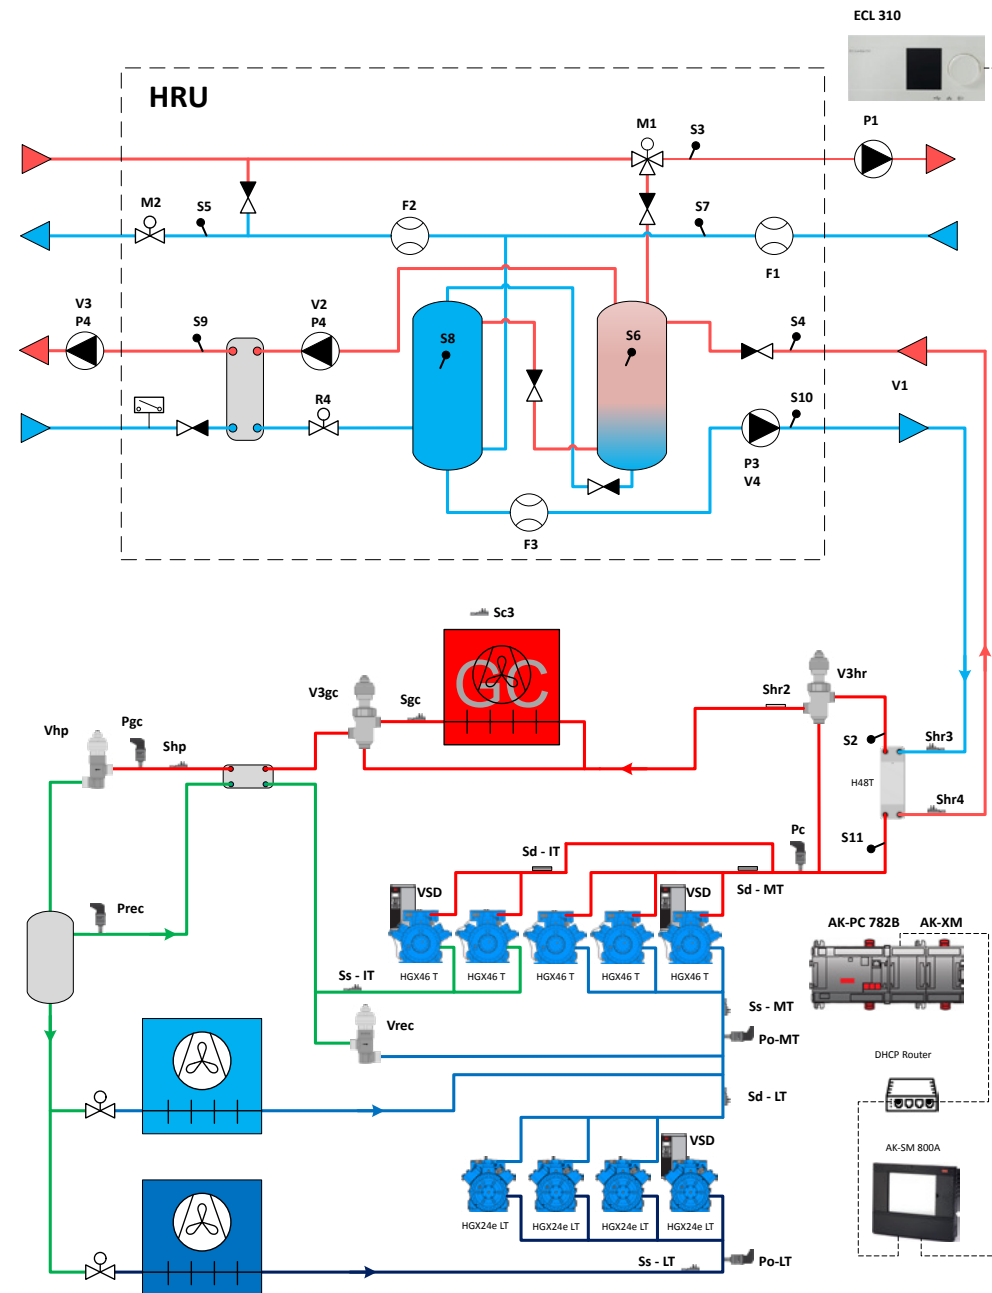 ECL 310
HRU
M1
S3
P1
M2
S5
F2
S7
F1
V3
P4
S9
V2
P4
S8
S6
S4
V1
R4
S10
P3
V4
F3
Sc3
GC
V3gc
Sgc
Shr2
V3hr
S2
Shr3
H48T
Shr4
S11
Vhp
Pgc
Shp
Pc
Sd - IT
Sd - MT
VSD
VSD
Prec
HGX46 T
HGX46 T
HGX46 T
HGX46 T
HGX46 T
AK-PC 782B
AK-XM
Ss - IT
Ss - MT
Vrec
Po-MT
DHCP Router
Sd - LT
VSD
AK-SM 800A
HGX24e LT
HGX24e LT
HGX24e LT
HGX24e LT
Ss - LT
Po-LT